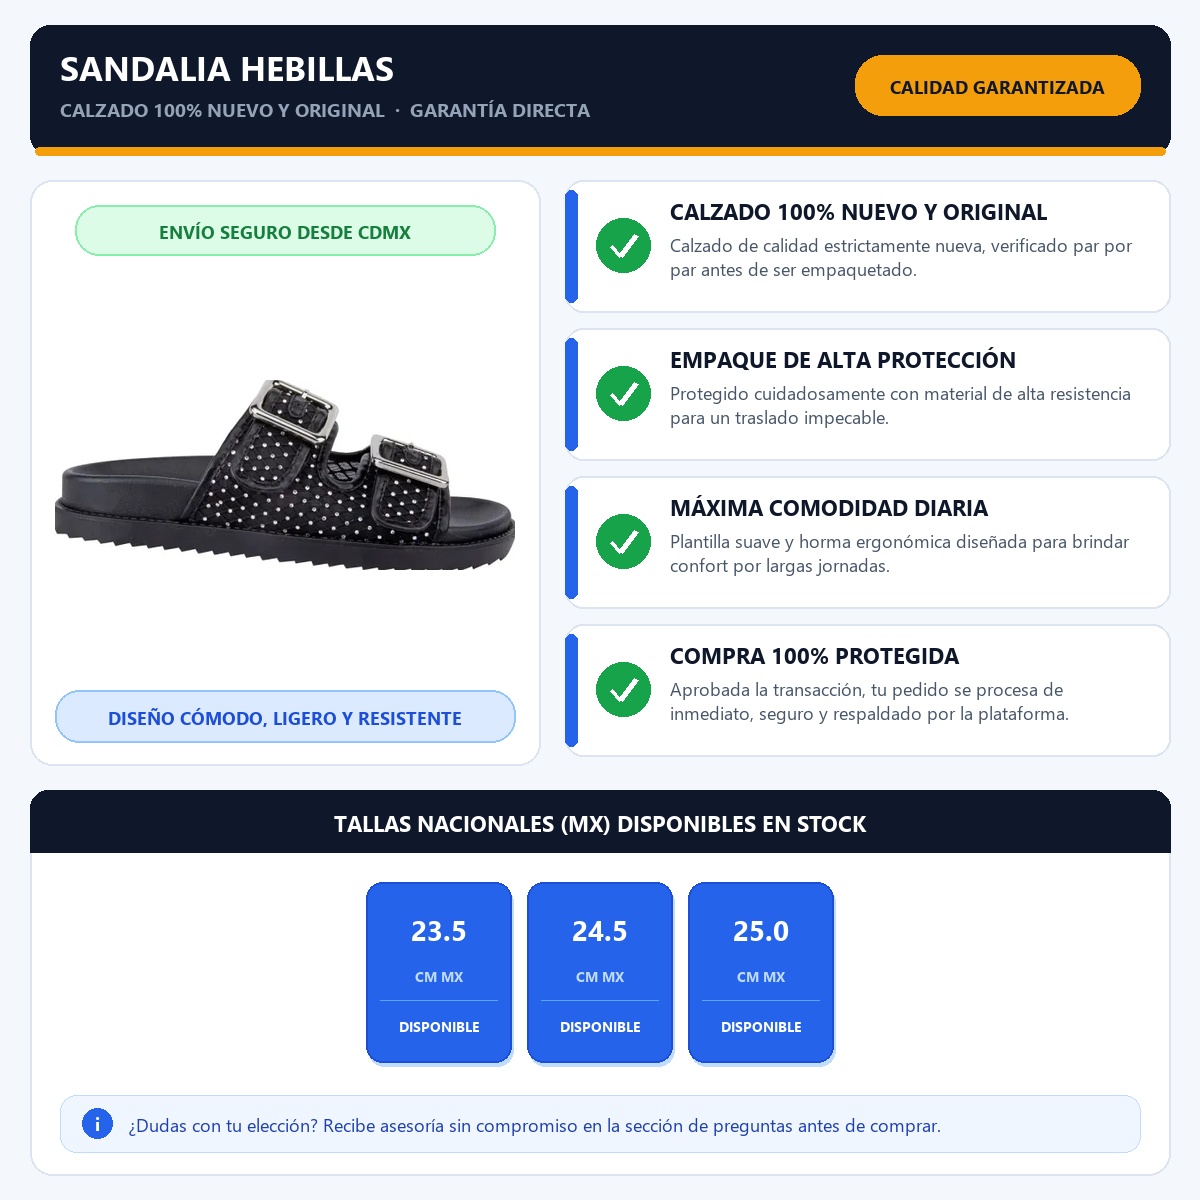 SANDALIA HEBILLAS
CALZADO 100% NUEVO Y ORIGINAL · GARANTÍA DIRECTA
CALIDAD GARANTIZADA
ENVÍO SEGURO DESDE CDMX
DISEÑO CÓMODO, LIGERO Y RESISTENTE
CALZADO 100% NUEVO Y ORIGINAL
Calzado de calidad estrictamente nueva, verificado par por
par antes de ser empaquetado.
EMPAQUE DE ALTA PROTECCIÓN
Protegido cuidadosamente con material de alta resistencia
para un traslado impecable.
MÁXIMA COMODIDAD DIARIA
Plantilla suave y horma ergonómica diseñada para brindar
confort por largas jornadas.
COMPRA 100% PROTEGIDA
Aprobada la transacción, tu pedido se procesa de
inmediato, seguro y respaldado por la plataforma.
TALLAS NACIONALES (MX) DISPONIBLES EN STOCK
23.5
CM MX
DISPONIBLE
24.5
CM MX
DISPONIBLE
25.0
CM MX
DISPONIBLE
¿Dudas con tu elección? Recibe asesoría sin compromiso en la sección de preguntas antes de comprar.